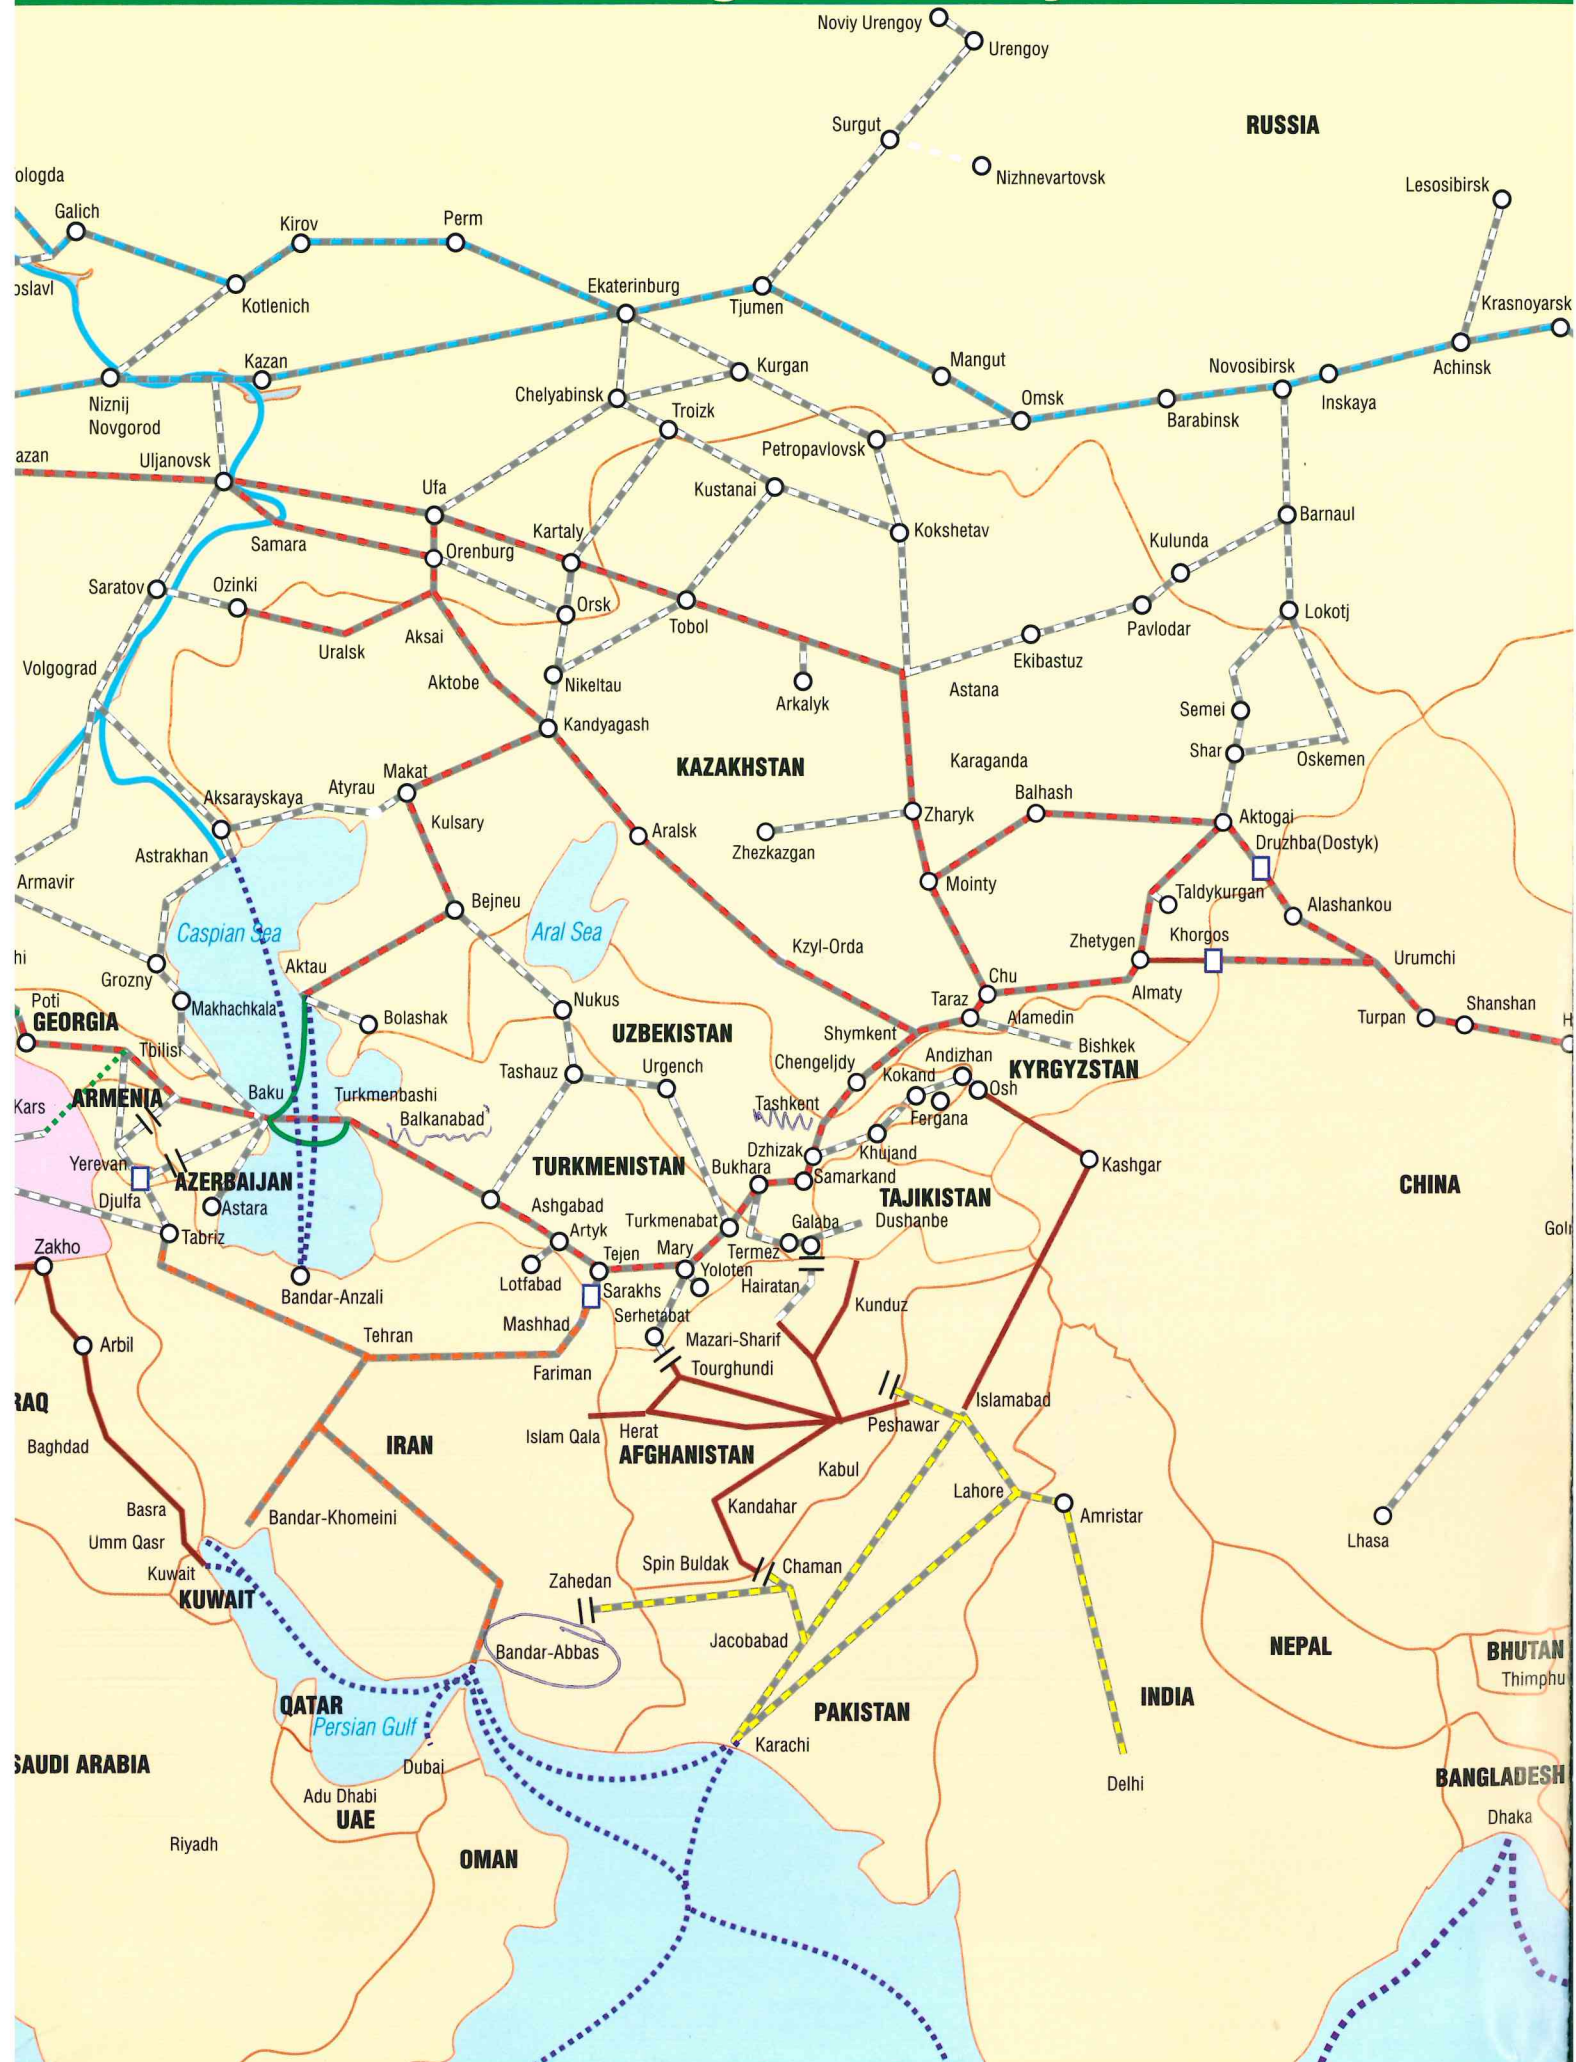 Noviy Urengoy
Urengoy
Surgut
RUSSIA
Nizhnevartovsk
ologda
Lesosibirsk
Galich
Kirov
Perm
oslavl
Kotlenich
Ekaterinburg
Tjumen
Krasnoyarsk
Kazan
Kurgan
Mangut
Novosibirsk
Achinsk
Niznij
Novgorod
Chelyabinsk
Troizk
Omsk
Barabinsk
Inskaya
azan
Uljanovsk
Petropavlovsk
Ufa
Kustanai
Kartaly
Barnaul
Samara
Orenburg
Kokshetav
Kulunda
Saratov
Ozinki
Orsk
Tobol
Pavlodar
Lokotj
Uralsk
Aksai
Ekibastuz
Volgograd
Aktobe
Nikeltau
Arkalyk
Astana
Semei
Kandyagash
Shar
Oskemen
KAZAKHSTAN
Karaganda
Makat
Atyrau
Aksarayskaya
Kulsary
Balhash
Zharyk
Aktogai
Aralsk
Zhezkazgan
Druzhba(Dostyk)
Astrakhan
Armavir
Mointy
Taldykurgan
Bejneu
Alashankou
Caspian Sea
Aral Sea
Kzyl-Orda
Zhetygen
Khorgos
hi
Aktau
Urumchi
Grozny
Chu
Almaty
Poti
Makhachkala
Nukus
Taraz
Shanshan
GEORGIA
Bolashak
UZBEKISTAN
Shymkent
Alamedin
Turpan
H
Tbilisi
Bishkek
Chengeljdy
Andizhan
KYRGYZSTAN
Tashauz
Urgench
Kokand
Osh
Baku
Turkmenbashi
ARMENIA
Kars
Balkanabad
Tashkent
Fergana
Dzhizak
Khujand
Yerevan
TURKMENISTAN
Bukhara
Samarkand
Kashgar
AZERBAIJAN
CHINA
Djulfa
Astara
Ashgabad
TAJIKISTAN
Turkmenabat
Galaba
Dushanbe
Tabriz
Artyk
Gol
Zakho
Tejen
Mary
Termez
Yoloten
Lotfabad
Sarakhs
Hairatan
Bandar-Anzali
Serhetabat
Kunduz
Tehran
Mashhad
Mazari-Sharif
Arbil
Fariman
Tourghundi
RAQ
Islamabad
Peshawar
Islam Qala
Herat
Baghdad
IRAN
AFGHANISTAN
Kabul
Lahore
Basra
Bandar-Khomeini
Kandahar
Amristar
Umm Qasr
Lhasa
Kuwait
Spin Buldak
Chaman
Zahedan
KUWAIT
Jacobabad
Bandar-Abbas
NEPAL
BHUTAN
Thimphu
QATAR
Persian Gulf
PAKISTAN
INDIA
Karachi
SAUDI ARABIA
Dubai
Delhi
BANGLADESH
Adu Dhabi
UAE
Dhaka
Riyadh
OMAN